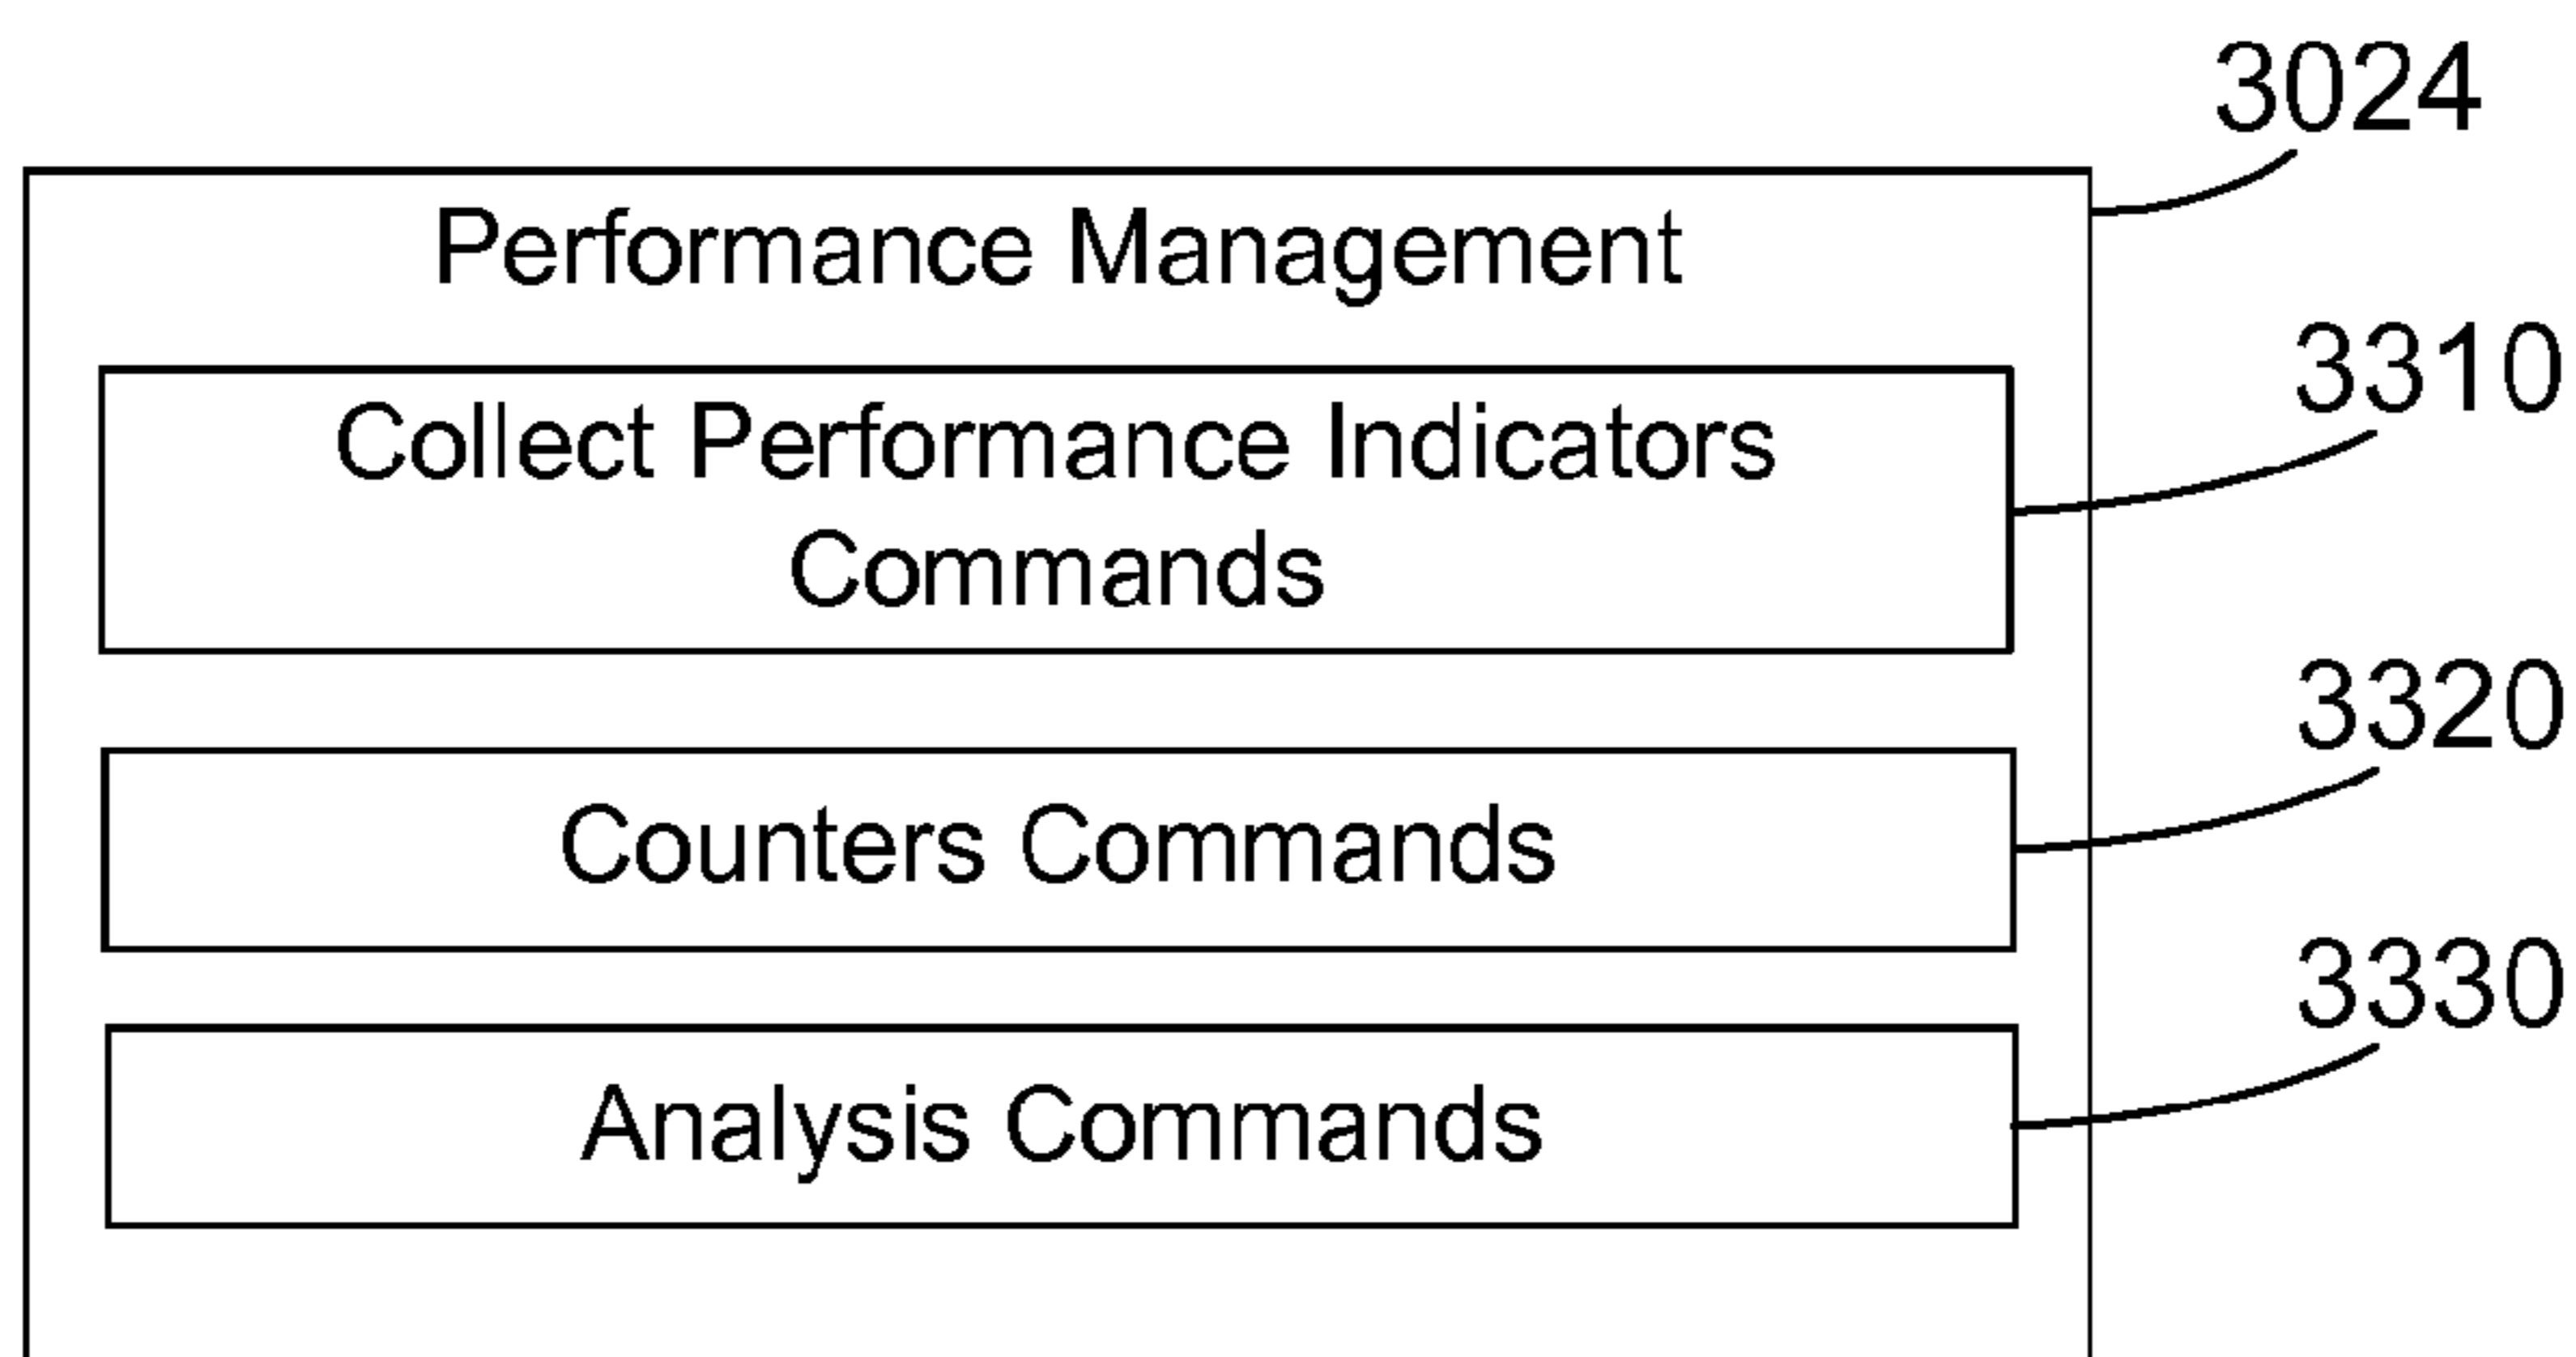 3024
Performance Management
3310
Collect Performance Indicators
Commands
3320
Counters Commands
3330
Analysis Commands